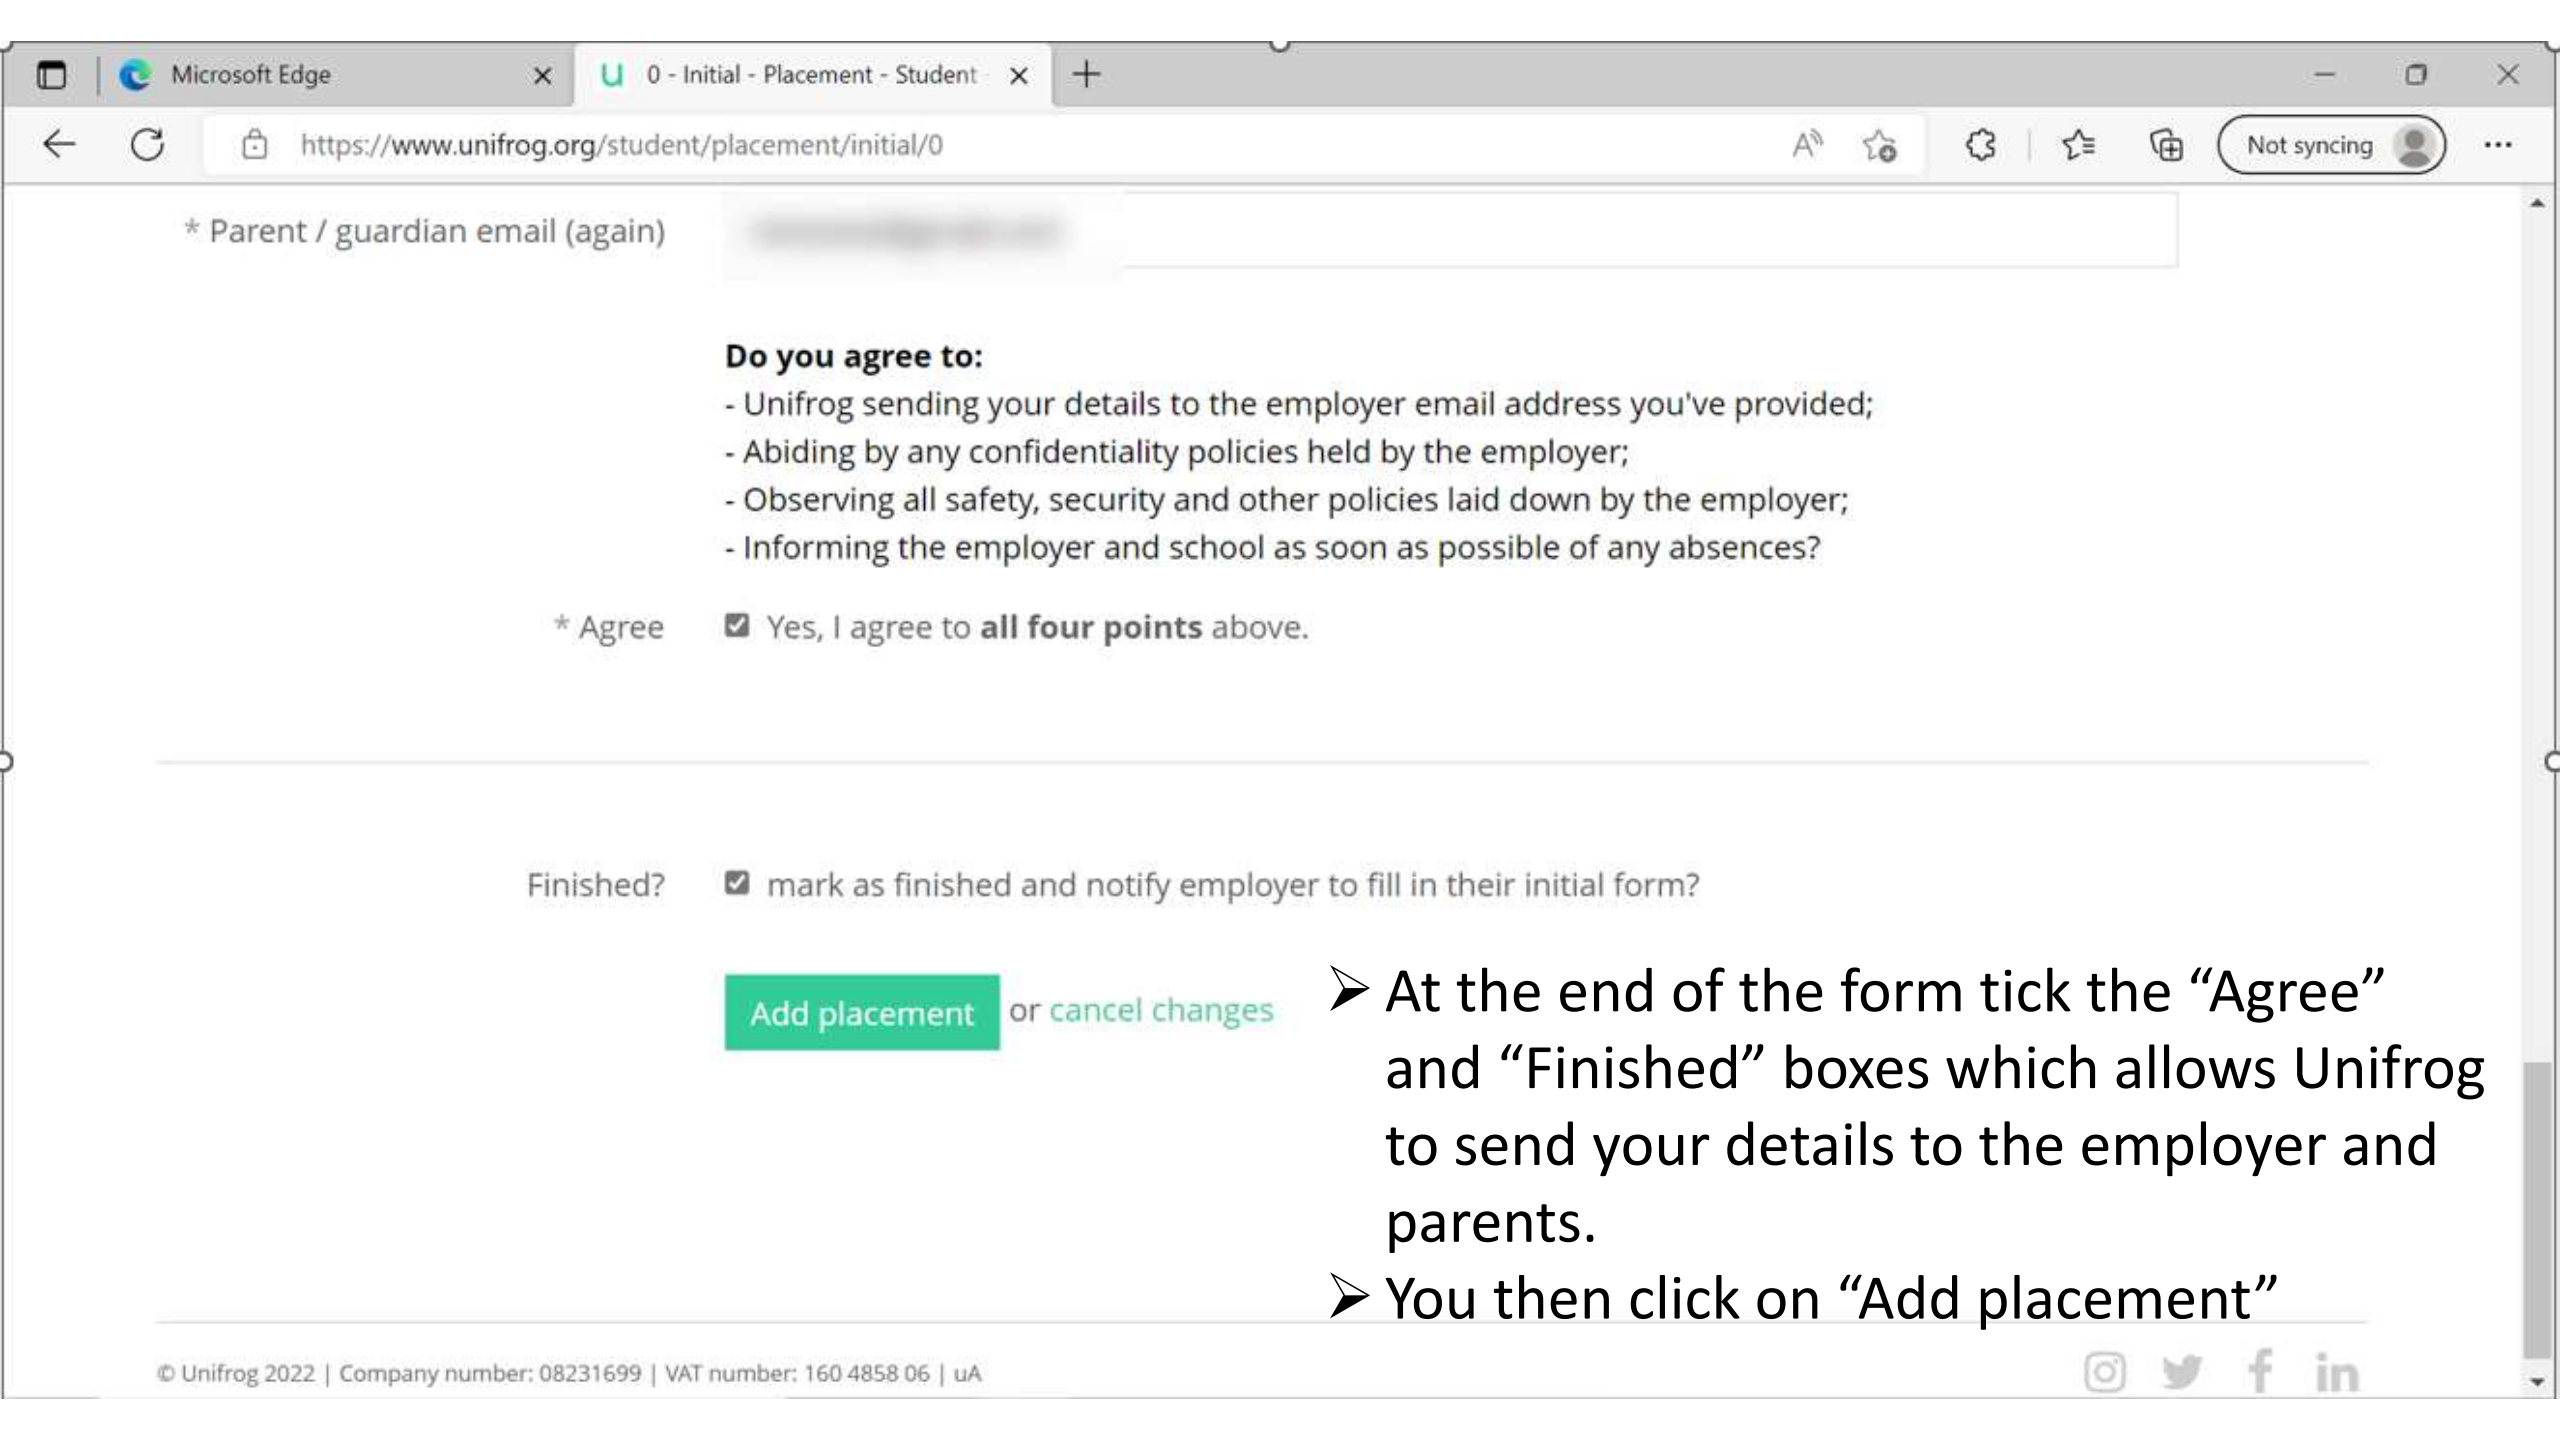 Microsoft Edge
0 - Initial - Placement - Student
https://www.unifrog.org/student/placement/initial/0
Not syncing
* Parent / guardian email (again)
Do you agree to:
- Unifrog sending your details to the employer email address you've provided;
- Abiding by any confidentiality policies held by the employer;
- Observing all safety, security and other policies laid down by the employer;
- Informing the employer and school as soon as possible of any absences?
* Agree Yes, I agree to all four points above.
Finished? mark as finished and notify employer to fill in their initial form?
Add placement or cancel changes
➢ At the end of the form tick the “Agree”
and “Finished” boxes which allows Unifrog
to send your details to the employer and
parents.
➢ You then click on “Add placement”
© Unifrog 2022 | Company number: 08231699 | VAT number: 160 4858 06 | uA